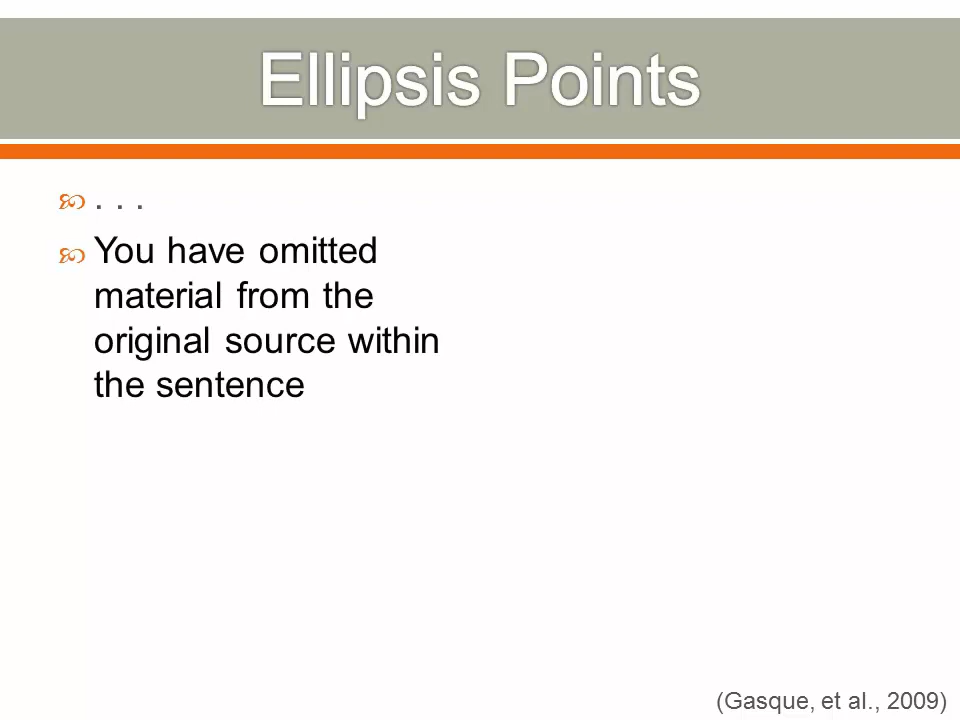 Ellipsis Points
. . .
You have omitted
material from the
original source within
the sentence
(Gasque, et al., 2009)